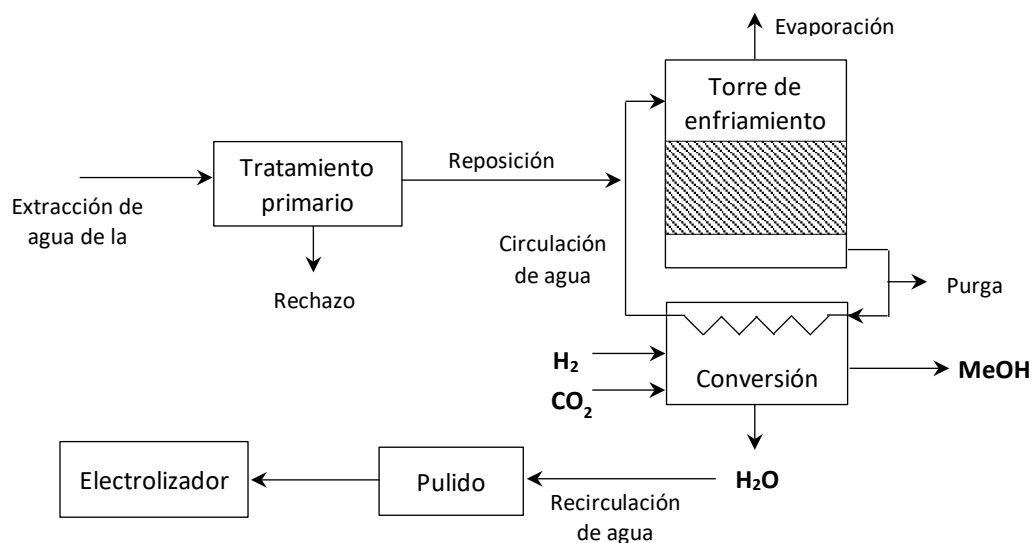 Evaporación
Torre de
enfriamiento
Tratamiento
primario
Reposición
Extracción de
agua de la
Rechazo
Circulación
de agua
Purga
H₂
CO₂
Conversión
MeOH
Electrolizador
Pulido
Recirculación
de agua
H₂O